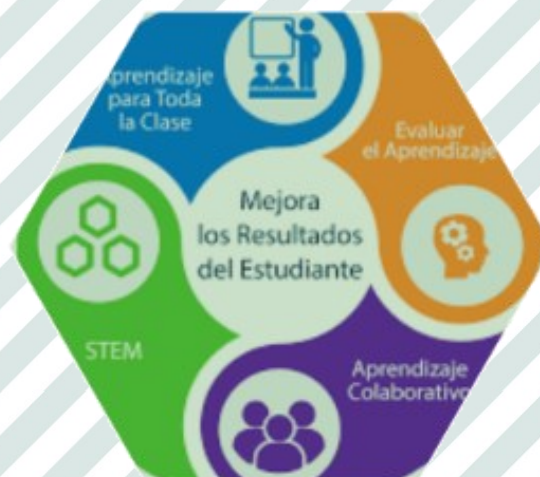 Aprendizaje
para Toda
la Clase
Evaluar
el Aprendizaje
Mejora
los Resultados
del Estudiante
STEM
Aprendizaje
Colaborativo